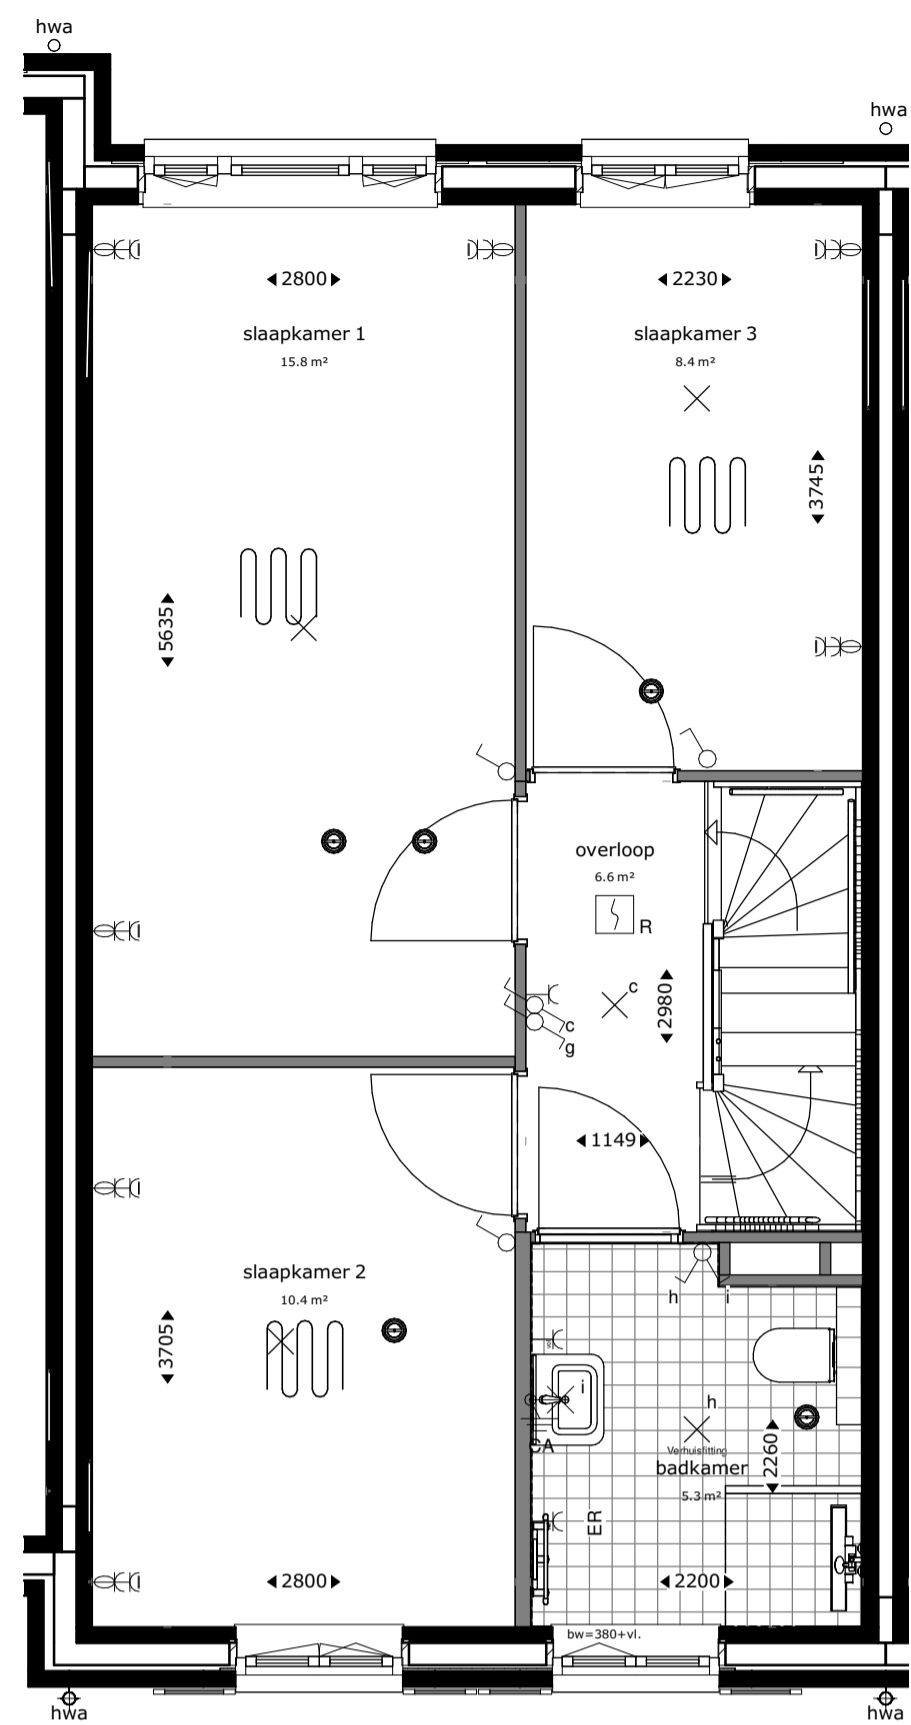 hwa
hwa
2800
2230
slaapkamer 1
15.8 m²
slaapkamer 3
8.4 m²
3745
5635
overloop
6.6 m²
R
c
2980
c
g
1149
slaapkamer 2
10.4 m²
h
i
3705
i
h
CA
Verhuisfitting
badkamer
5.3 m²
2260
ER
2800
2200
bw=380+vl.
hwa
hwa